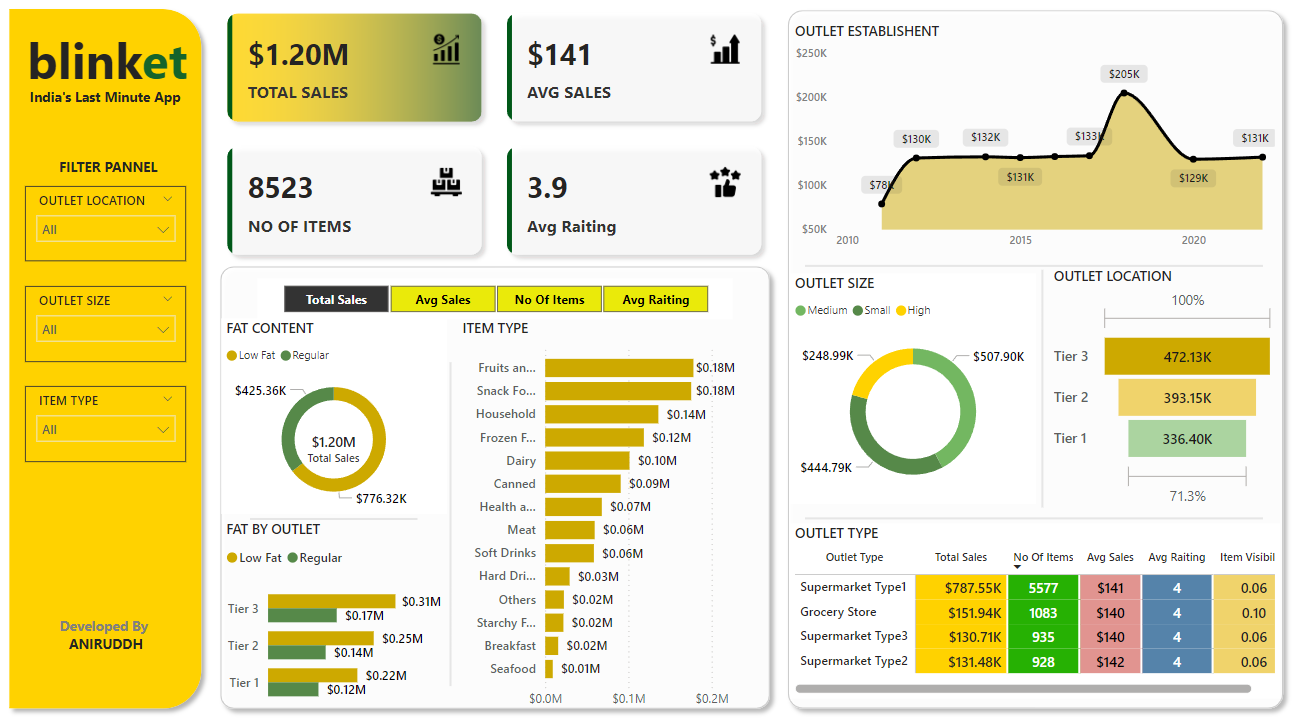 blinket
India's Last Minute App
FILTER PANNEL
OUTLET LOCATION
All
OUTLET SIZE
All
ITEM TYPE
All
Developed By
ANIRUDDH
$1.20M
TOTAL SALES
$141
AVG SALES
8523
NO OF ITEMS
3.9
Avg Raiting
Total Sales
Avg Sales
No Of Items
Avg Raiting
FAT CONTENT
Low Fat
Regular
$425.36K
$1.20M
Total Sales
$776.32K
FAT BY OUTLET
Low Fat
Regular
Tier 3
$0.31M
$0.17M
Tier 2
$0.25M
$0.14M
Tier 1
$0.22M
$0.12M
ITEM TYPE
Fruits an... $0.18M
Snack Fo... $0.18M
Household $0.14M
Frozen F... $0.12M
Dairy $0.10M
Canned $0.09M
Health a... $0.07M
Meat $0.06M
Soft Drinks $0.06M
Hard Dri... $0.03M
Others $0.02M
Starchy F... $0.02M
Breakfast $0.02M
Seafood $0.01M
$0.0M $0.1M $0.2M
OUTLET ESTABLISHENT
$250K
$200K
$150K
$100K
$50K
$78K
$130K
$132K
$131K
$133K
$205K
$129K
$131K
2010 2015 2020
OUTLET SIZE
Medium Small High
$248.99K
$507.90K
$444.79K
OUTLET LOCATION
100%
Tier 3 472.13K
Tier 2 393.15K
Tier 1 336.40K
71.3%
OUTLET TYPE
Outlet Type Total Sales No Of Items Avg Sales Avg Raiting Item Visibil
Supermarket Type1 $787.55K 5577 $141 4 0.06
Grocery Store $151.94K 1083 $140 4 0.10
Supermarket Type3 $130.71K 935 $140 4 0.06
Supermarket Type2 $131.48K 928 $142 4 0.06